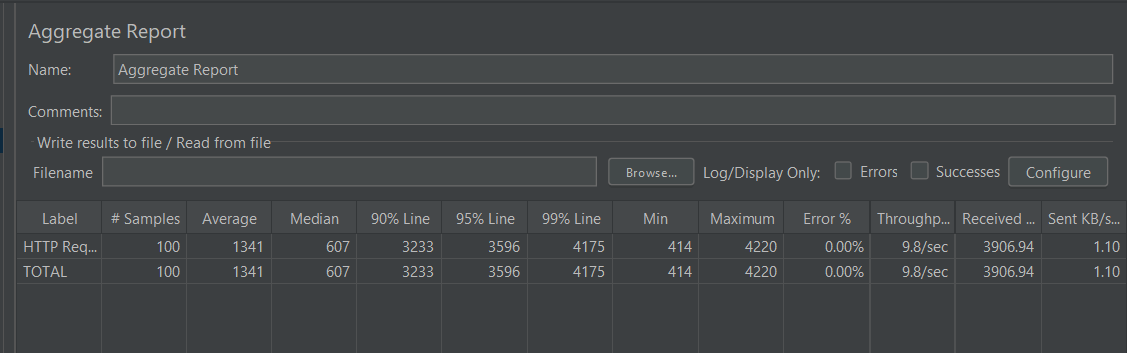 Aggregate Report
Name: Aggregate Report
Comments:
Write results to file / Read from file
Filename Browse... Log/Display Only: Errors Successes Configure
Label # Samples Average Median 90% Line 95% Line 99% Line Min Maximum Error % Throughp... Received ... Sent KB/s...
HTTP Req... 100 1341 607 3233 3596 4175 414 4220 0.00% 9.8/sec 3906.94 1.10
TOTAL 100 1341 607 3233 3596 4175 414 4220 0.00% 9.8/sec 3906.94 1.10